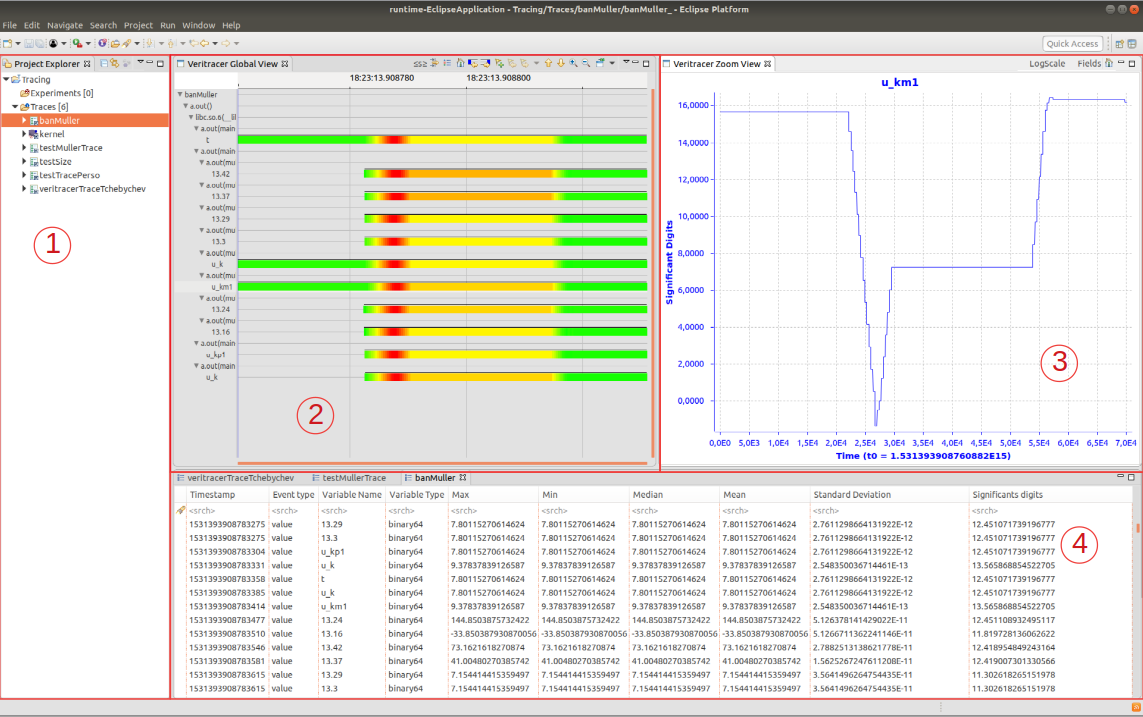 runtime-EclipseApplication - Tracing/Traces/banMuller/banMuller_ - Eclipse Platform
File Edit Navigate Search Project Run Window Help
Quick Access
Project Explorer
Tracing
Experiments [0]
Traces [6]
banMuller
kernel
testMullerTrace
testSize
testTracePerso
veritracerTraceTchebychev
1
Veritracer Global View
18:23:13.908780 18:23:13.908800
banMuller
a.out()
libc.so.6(__li
a.out(main
t
a.out(main
a.out(mu
13.42
a.out(mu
13.37
a.out(mu
13.29
a.out(mu
13.3
a.out(mu
u_k
a.out(mu
u_km1
a.out(mu
13.24
a.out(mu
13.16
a.out(main
u_kp1
a.out(main
u_k
2
Veritracer Zoom View
LogScale Fields
u_km1
Significant Digits
16,0000
14,0000
12,0000
10,0000
8,0000
6,0000
4,0000
2,0000
0,0000
0,0E0 5,0E3 1,0E4 1,5E4 2,0E4 2,5E4 3,0E4 3,5E4 4,0E4 4,5E4 5,0E4 5,5E4 6,0E4 6,5E4 7,0E4
Time (t0 = 1.531393908760882E15)
3
veritracerTraceTchebychev testMullerTrace banMuller
Timestamp Event type Variable Name Variable Type Max Min Median Mean Standard Deviation Significants digits
<srch> <srch> <srch> <srch> <srch> <srch> <srch> <srch> <srch> <srch>
1531393908783275 value 13.29 binary64 7.80115270614624 7.80115270614624 7.80115270614624 7.80115270614624 2.7611298664131922E-12 12.451071739196777
1531393908783275 value 13.3 binary64 7.80115270614624 7.80115270614624 7.80115270614624 7.80115270614624 2.7611298664131922E-12 12.451071739196777
1531393908783304 value u_kp1 binary64 7.80115270614624 7.80115270614624 7.80115270614624 7.80115270614624 2.7611298664131922E-12 12.451071739196777
1531393908783331 value u_k binary64 9.37837839126587 9.37837839126587 9.37837839126587 9.37837839126587 2.548350036714461E-13 13.565868854522705
1531393908783358 value t binary64 7.80115270614624 7.80115270614624 7.80115270614624 7.80115270614624 2.7611298664131922E-12 12.451071739196777
1531393908783385 value u_k binary64 7.80115270614624 7.80115270614624 7.80115270614624 7.80115270614624 2.7611298664131922E-12 12.451071739196777
1531393908783414 value u_km1 binary64 9.37837839126587 9.37837839126587 9.37837839126587 9.37837839126587 2.548350036714461E-13 13.565868854522705
1531393908783477 value 13.24 binary64 144.8503875732422 144.8503875732422 144.8503875732422 144.8503875732422 5.126378141429022E-11 12.451108932495117
1531393908783510 value 13.16 binary64 -33.850387930870056 -33.850387930870056 -33.850387930870056 -33.850387930870056 5.1266711362241146E-11 11.819728136062622
1531393908783546 value 13.42 binary64 73.1621618270874 73.1621618270874 73.1621618270874 73.1621618270874 2.7882513138621778E-11 12.418954849243164
1531393908783581 value 13.37 binary64 41.00480270385742 41.00480270385742 41.00480270385742 41.00480270385742 1.5625267247611208E-11 12.419007301330566
1531393908783615 value 13.29 binary64 7.154414415359497 7.154414415359497 7.154414415359497 7.154414415359497 3.5641496264754435E-11 11.302618265151978
1531393908783615 value 13.3 binary64 7.154414415359497 7.154414415359497 7.154414415359497 7.154414415359497 3.5641496264754435E-11 11.302618265151978
4